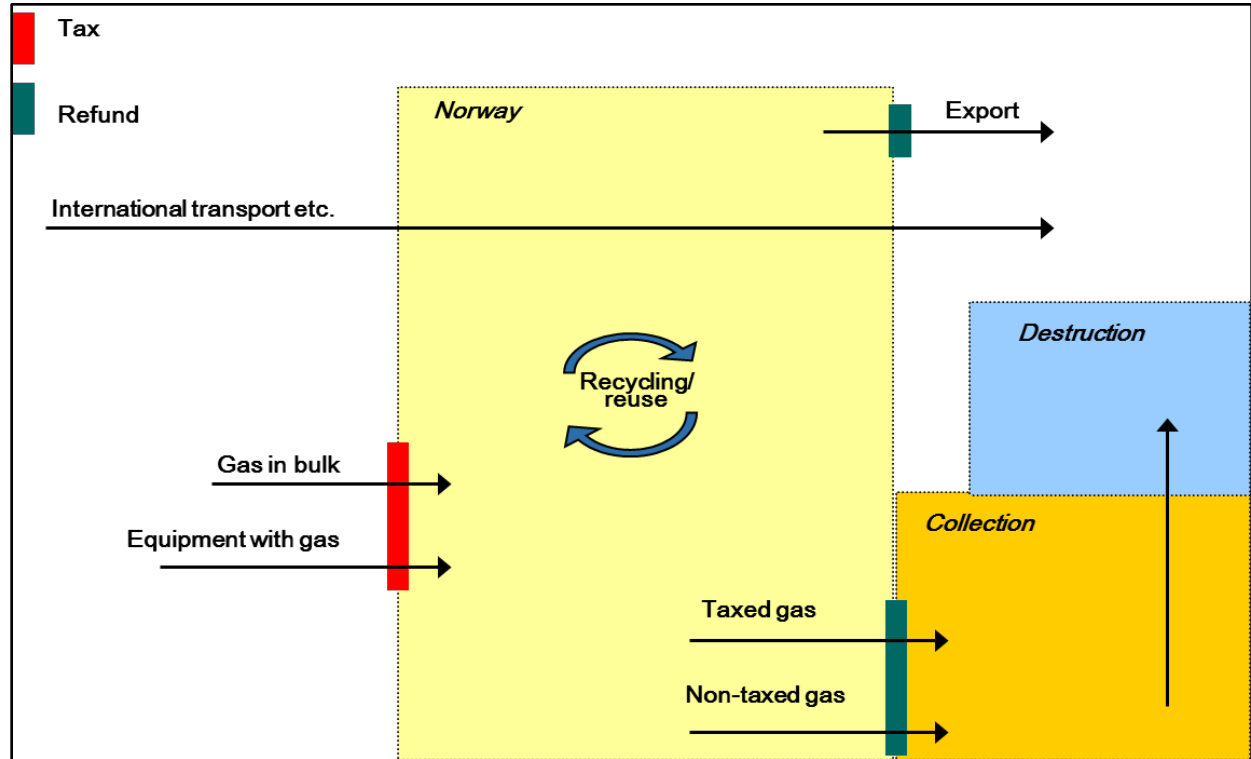 Tax
Refund
Norway
Export
International transport etc.
Destruction
Recycling/
reuse
Gas in bulk
Equipment with gas
Collection
Taxed gas
Non-taxed gas